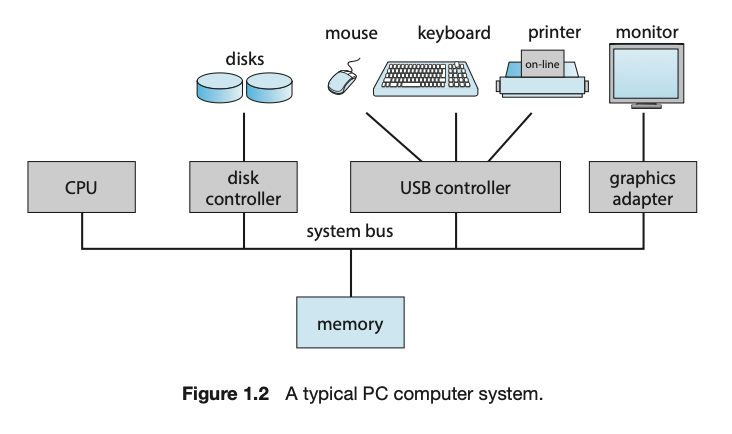 mouse
keyboard
printer
monitor
disks
on-line
CPU
disk
controller
USB controller
graphics
adapter
system bus
memory
Figure 1.2 A typical PC computer system.